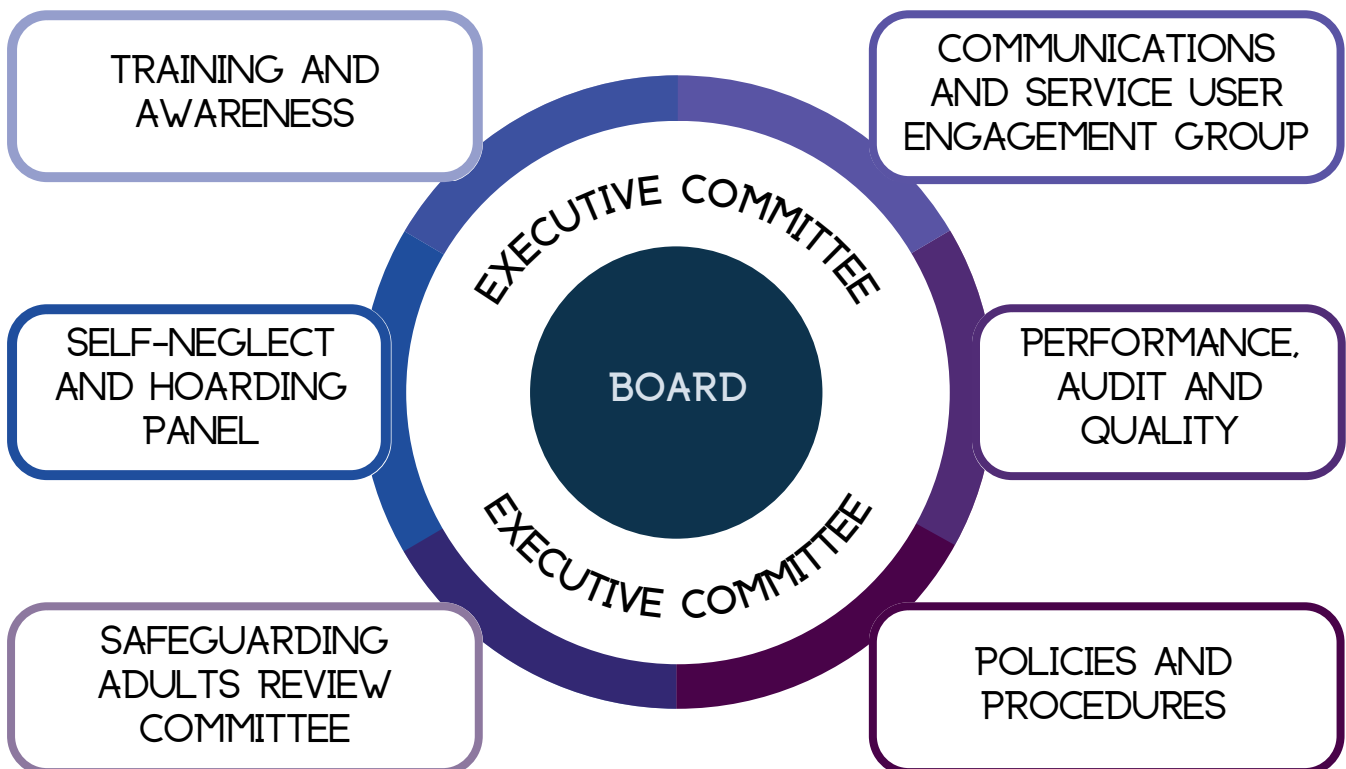 TRAINING AND
AWARENESS
COMMUNICATIONS
AND SERVICE USER
ENGAGEMENT GROUP
EXECUTIVE COMMITTEE
SELF-NEGLECT
AND HOARDING
PANEL
BOARD
PERFORMANCE,
AUDIT AND
QUALITY
EXECUTIVE COMMITTEE
SAFEGUARDING
ADULTS REVIEW
COMMITTEE
POLICIES AND
PROCEDURES